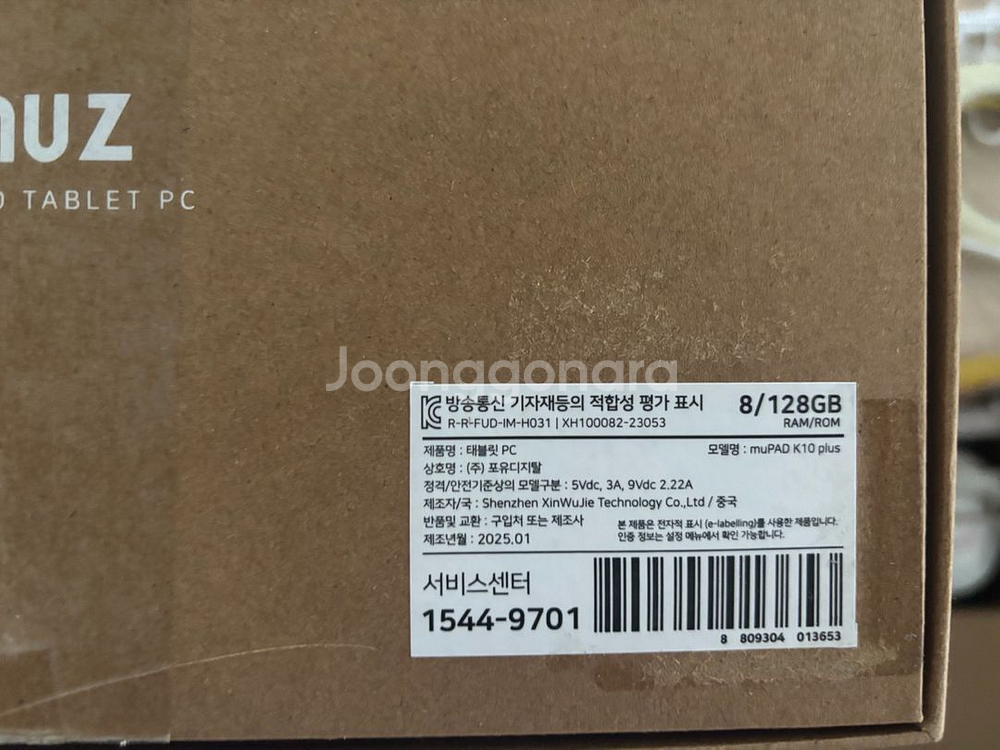 nuz
0 TABLET PC
Joonggonara
방송통신 기자재등의 적합성 평가 표시
8/128GB
R-R-FUD-IM-H031 | XH100082-23053
RAM/ROM
제품명 : 태블릿 PC
모델명 : muPAD K10 plus
상호명 : (주) 포유디지탈
정격/안전기준상의 모델구분 : 5Vdc, 3A, 9Vdc 2.22A
제조자/국 : Shenzhen XinWuJie Technology Co.,Ltd / 중국
반품및 교환 : 구입처 또는 제조사
본 제품은 전자적 표시 (e-labelling)를 사용한 제품입니다.
인증 정보는 설정 메뉴에서 확인 가능합니다.
제조년월 : 2025.01
서비스센터
1544-9701
8 809304 013653